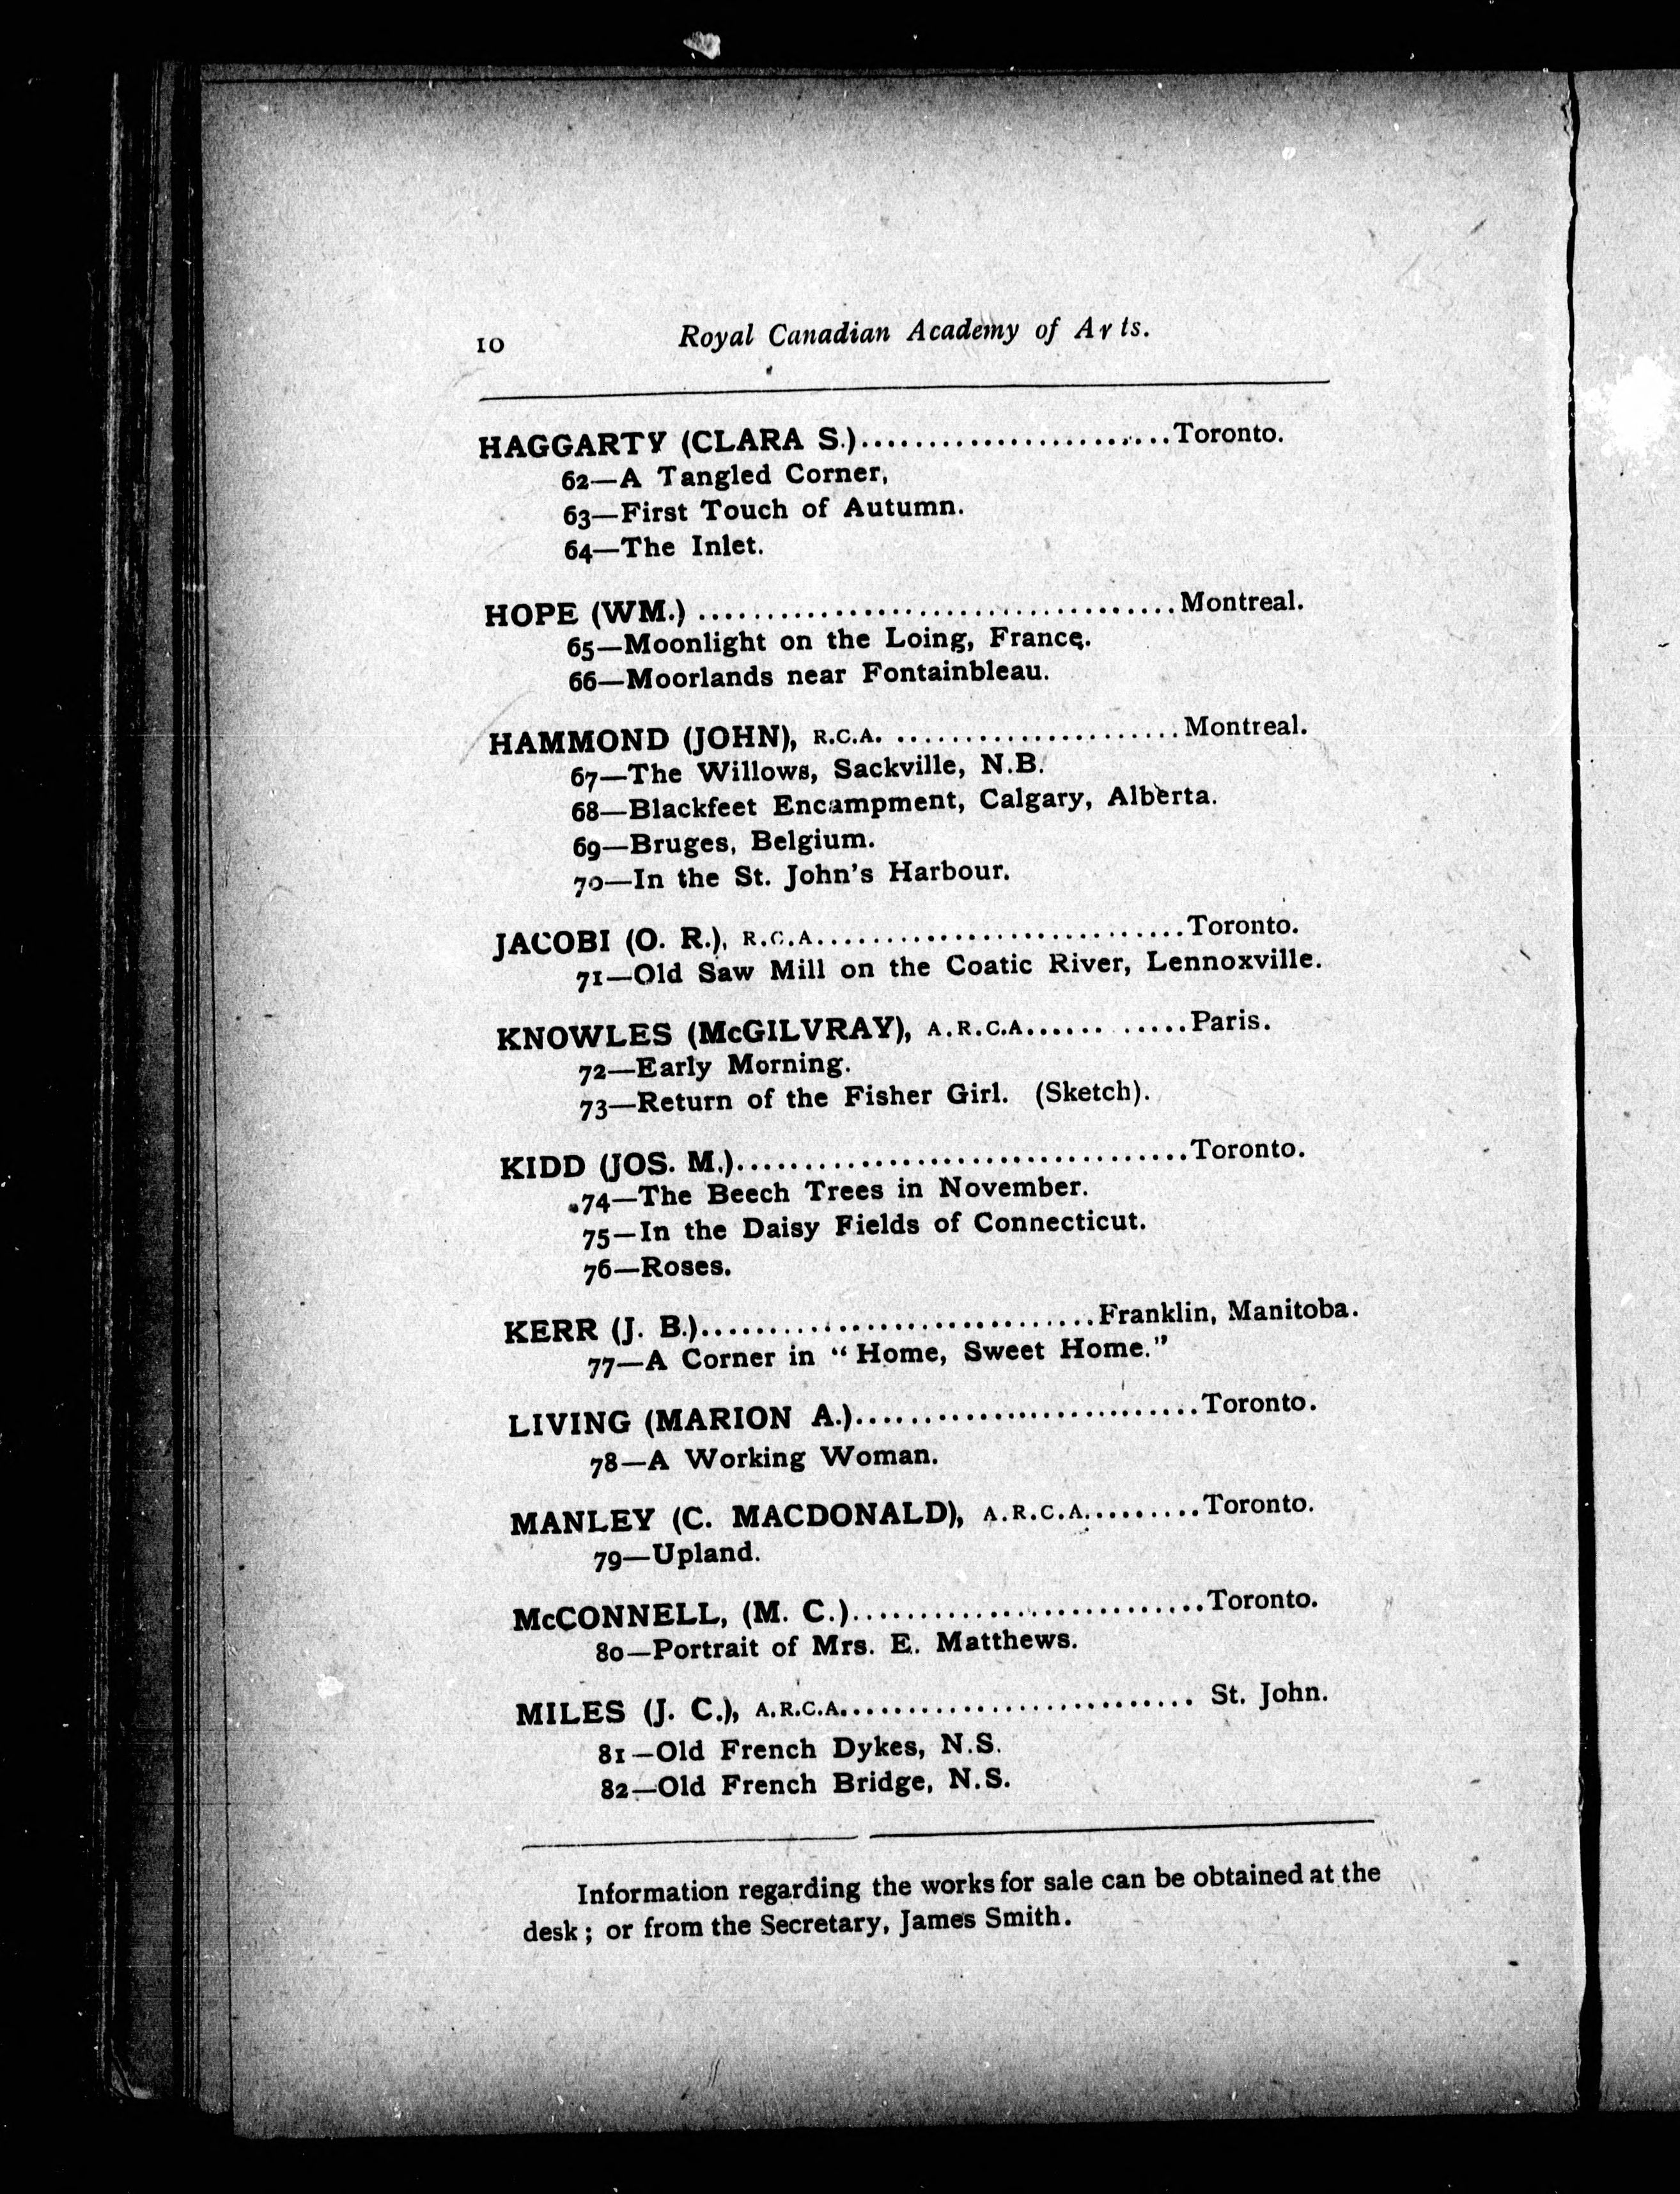 10 Royal Canadian Academy of Arts.
HAGGARTY (CLARA S.)........................Toronto.
62—A Tangled Corner,
63—First Touch of Autumn.
64—The Inlet.
HOPE (WM.) ....................................Montreal.
65—Moonlight on the Loing, France.
66—Moorlands near Fontainbleau.
HAMMOND (JOHN), R.C.A. .....................Montreal.
67—The Willows, Sackville, N.B.
68—Blackfeet Encampment, Calgary, Alberta.
69—Bruges, Belgium.
70—In the St. John's Harbour.
JACOBI (O. R.), R.C.A............................Toronto.
71—Old Saw Mill on the Coatic River, Lennoxville.
KNOWLES (McGILVRAY), A.R.C.A...... .....Paris.
72—Early Morning.
73—Return of the Fisher Girl. (Sketch).
KIDD (JOS. M.)..................................Toronto.
74—The Beech Trees in November.
75—In the Daisy Fields of Connecticut.
76—Roses.
KERR (J. B.)..............................Franklin, Manitoba.
77—A Corner in "Home, Sweet Home."
LIVING (MARION A.)..........................Toronto.
78—A Working Woman.
MANLEY (C. MACDONALD), A.R.C.A.........Toronto.
79—Upland.
McCONNELL, (M. C.)...........................Toronto.
80—Portrait of Mrs. E. Matthews.
MILES (J. C.), A.R.C.A........................... St. John.
81—Old French Dykes, N.S.
82—Old French Bridge, N.S.
Information regarding the works for sale can be obtained at the
desk; or from the Secretary, James Smith.